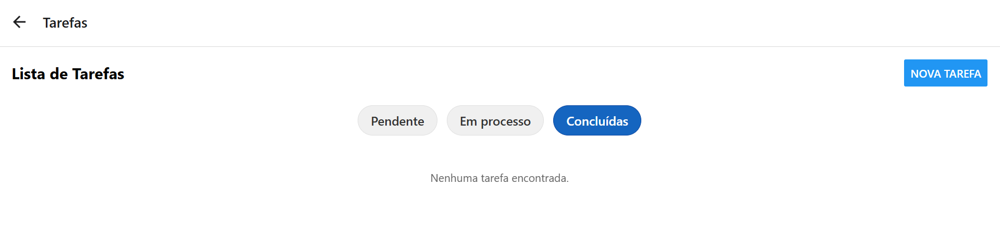 Tarefas
Lista de Tarefas
NOVA TAREFA
Pendente
Em processo
Concluídas
Nenhuma tarefa encontrada.